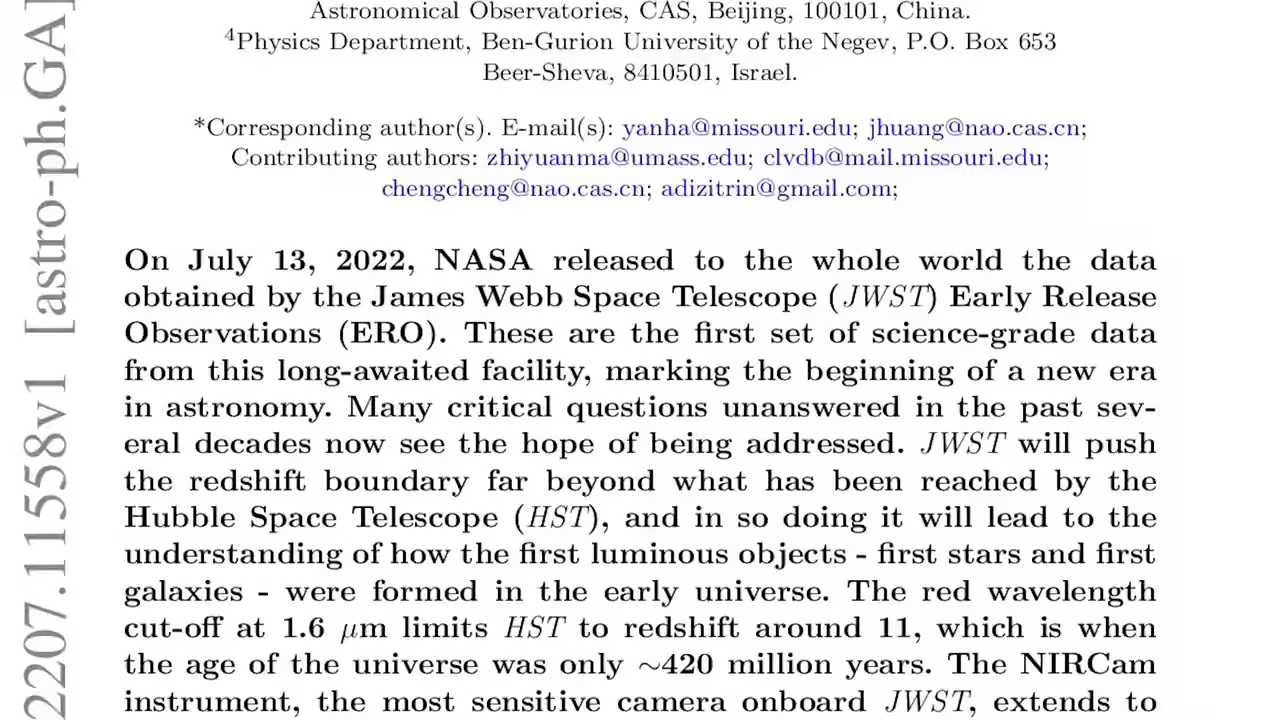 Astronomical Observatories, CAS, Beijing, 100101, China.
4Physics Department, Ben-Gurion University of the Negev, P.O. Box 653
Beer-Sheva, 8410501, Israel.
*Corresponding author(s). E-mail(s): yanha@missouri.edu; jhuang@nao.cas.cn;
Contributing authors: zhiyuanma@umass.edu; clvdb@mail.missouri.edu;
chengcheng@nao.cas.cn; adizitrin@gmail.com;
On July 13, 2022, NASA released to the whole world the data
obtained by the James Webb Space Telescope (JWST) Early Release
Observations (ERO). These are the first set of science-grade data
from this long-awaited facility, marking the beginning of a new era
in astronomy. Many critical questions unanswered in the past sev-
eral decades now see the hope of being addressed. JWST will push
the redshift boundary far beyond what has been reached by the
Hubble Space Telescope (HST), and in so doing it will lead to the
understanding of how the first luminous objects - first stars and first
galaxies - were formed in the early universe. The red wavelength
cut-off at 1.6 μm limits HST to redshift around 11, which is when
the age of the universe was only ~420 million years. The NIRCam
instrument, the most sensitive camera onboard JWST, extends to
2207.11558v1 [astro-ph.GA]